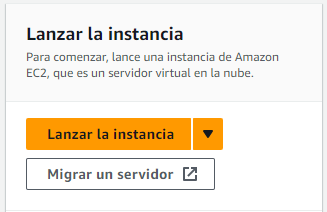 Lanzar la instancia
Para comenzar, lance una instancia de Amazon
EC2, que es un servidor virtual en la nube.
Lanzar la instancia
Migrar un servidor